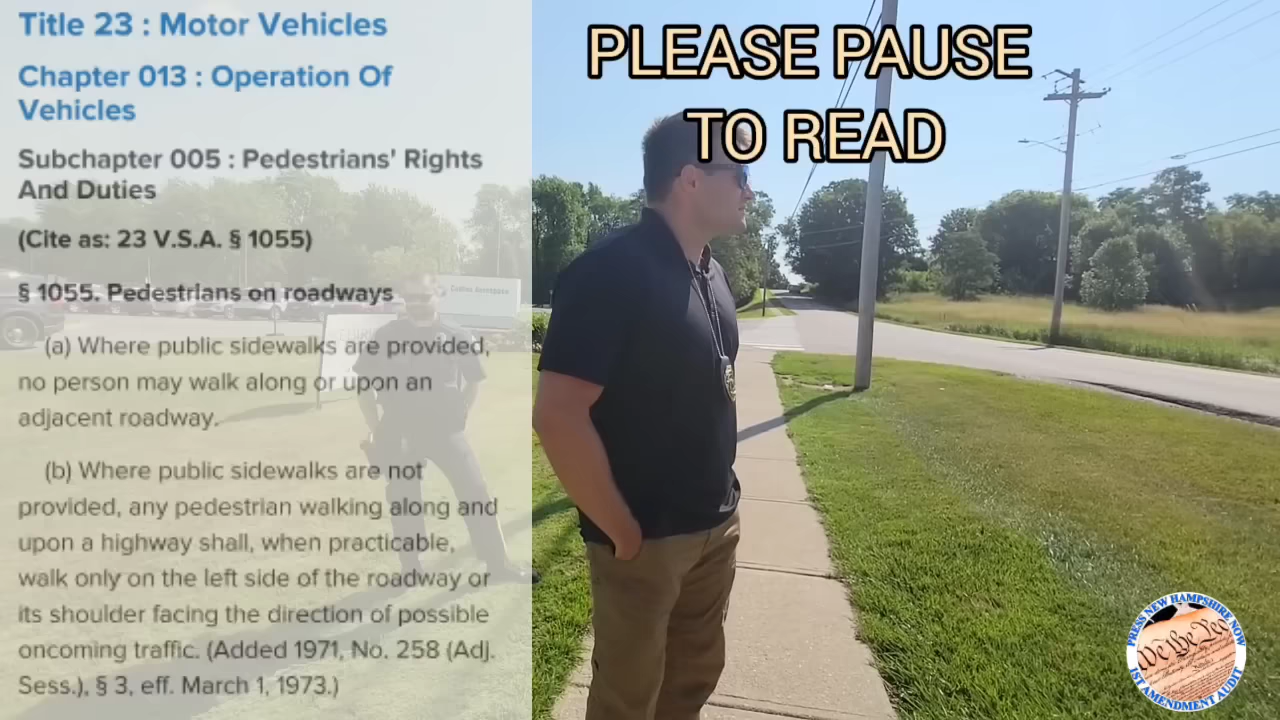 Title 23 : Motor Vehicles
Chapter 013 : Operation Of
Vehicles
Subchapter 005 : Pedestrians' Rights
And Duties
(Cite as: 23 V.S.A. § 1055)
§ 1055. Pedestrians on roadways
(a) Where public sidewalks are provided,
no person may walk along or upon an
adjacent roadway.
(b) Where public sidewalks are not
provided, any pedestrian walking along and
upon a highway shall, when practicable,
walk only on the left side of the roadway or
its shoulder facing the direction of possible
oncoming traffic. (Added 1971, No. 258 (Adj.
Sess.), § 3, eff. March 1, 1973.)
PLEASE PAUSE
TO READ
Collins Aerospace
PRESS NEW HAMPSHIRE NOW
We the Peo
1ST AMENDMENT AUDIT